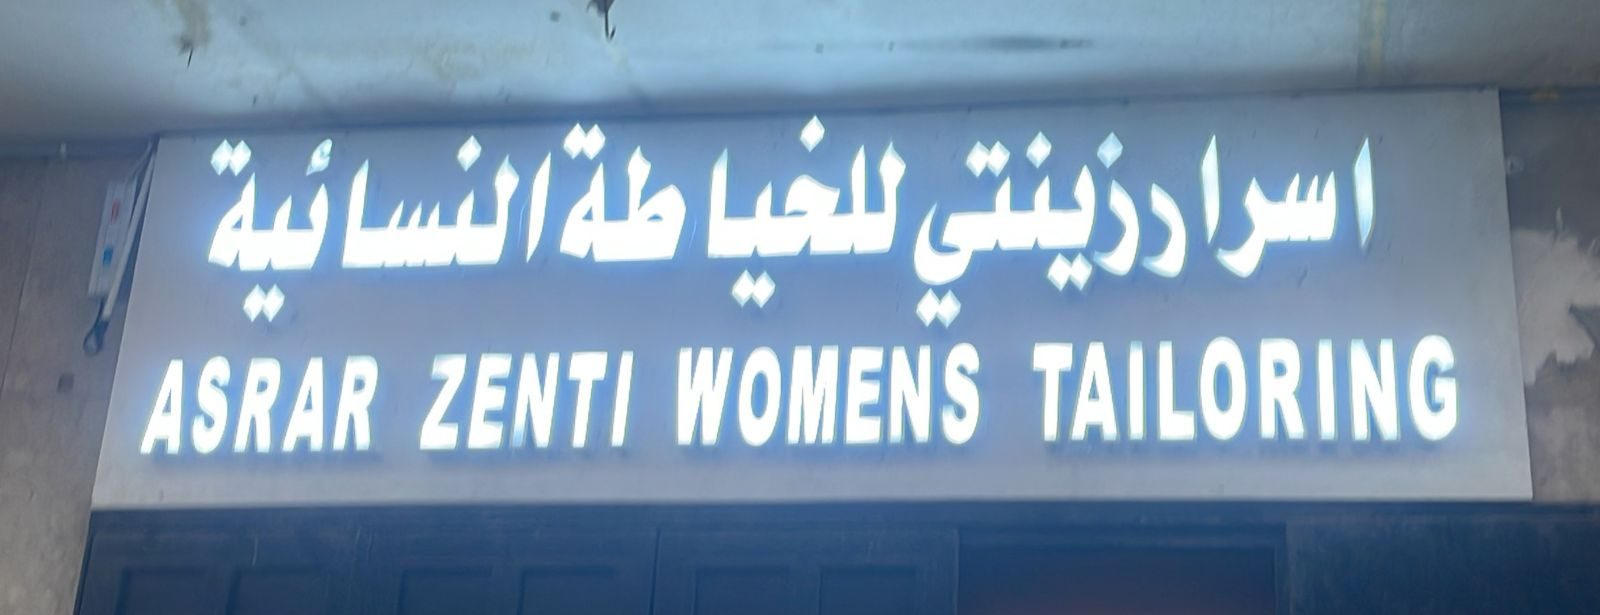 اسرار زينتي للخياطة النسائية
ASRAR ZENTI WOMENS TAILORING